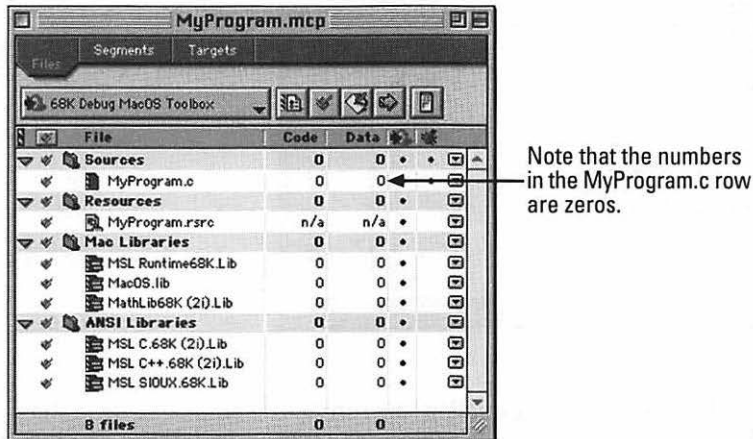 MyProgram.mcp
Files Segments Targets
68K Debug MacOS Toolbox
File Code Data
Sources 0 0
MyProgram.c 0 0
Resources 0 0
MyProgram.rsrc n/a n/a
Mac Libraries 0 0
MSL Runtime68K.Lib 0 0
MacOS.lib 0 0
MathLib68K (2i).Lib 0 0
ANSI Libraries 0 0
MSL C.68K (2i).Lib 0 0
MSL C++.68K (2i).Lib 0 0
MSL SIOUX.68K.Lib 0 0
8 files 0 0
Note that the numbers
in the MyProgram.c row
are zeros.